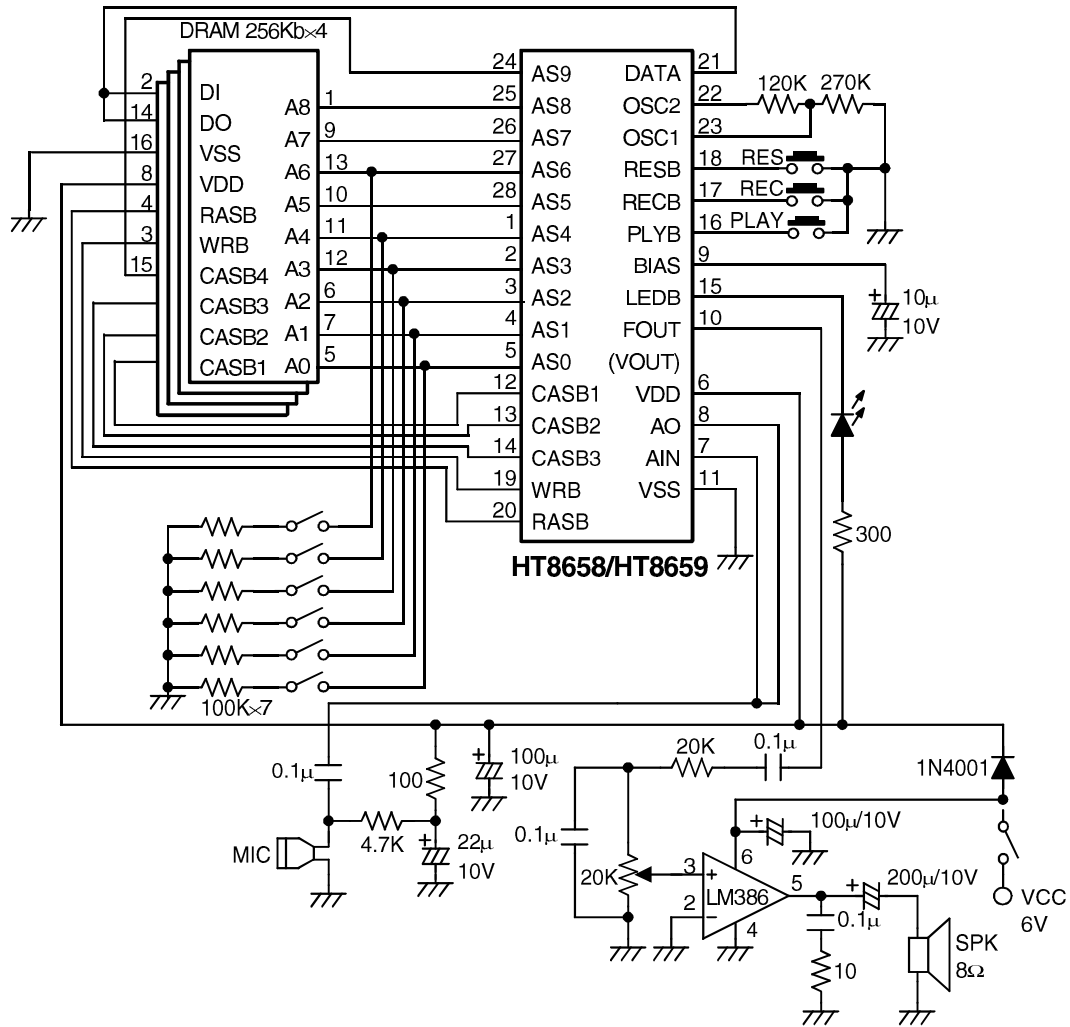 DRAM 256Kb×4
2 DI
14 DO
16 VSS
8 VDD
4 RASB
3 WRB
15 CASB4
CASB3
CASB2
CASB1
A8 1
A7 9
A6 13
A5 10
A4 11
A3 12
A2 6
A1 7
A0 5
24 AS9
25 AS8
26 AS7
27 AS6
28 AS5
1 AS4
2 AS3
3 AS2
4 AS1
5 AS0
12 CASB1
13 CASB2
14 CASB3
19 WRB
20 RASB
DATA 21
OSC2 22
OSC1 23
RESB 18
RECB 17
PLYB 16
BIAS 9
LEDB 15
FOUT 10
(VOUT)
VDD 6
AO 8
AIN 7
VSS 11
HT8658/HT8659
120K 270K
RES
REC
PLAY
10µ
10V
300
100K×7
0.1µ
MIC
4.7K
100
22µ
10V
100µ
10V
20K
0.1µ
0.1µ
20K
3 +
2 −
LM386
6
5
4
100µ/10V
200µ/10V
0.1µ
10
SPK
8Ω
1N4001
VCC
6V
+
+
+
+
+